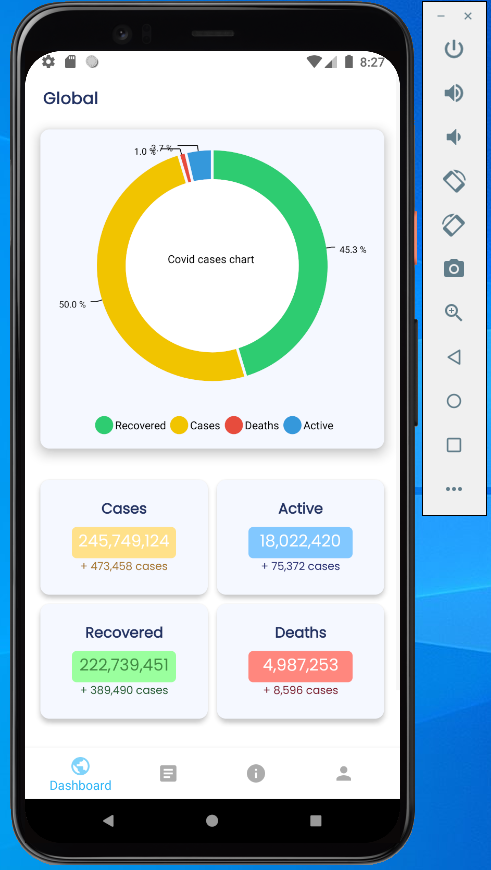 8:27
Global
1.0 %
3.7 %
Covid cases chart
45.3 %
50.0 %
Recovered Cases Deaths Active
Cases
Active
245,749,124
18,022,420
+ 473,458 cases
+ 75,372 cases
Recovered
Deaths
222,739,451
4,987,253
+ 389,490 cases
+ 8,596 cases
Dashboard